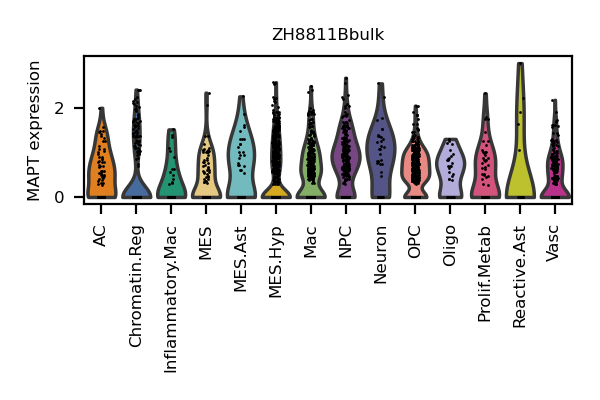 ZH8811Bbulk
MAPT expression
2
0
AC
Chromatin.Reg
Inflammatory.Mac
MES
MES.Ast
MES.Hyp
Mac
NPC
Neuron
OPC
Oligo
Prolif.Metab
Reactive.Ast
Vasc